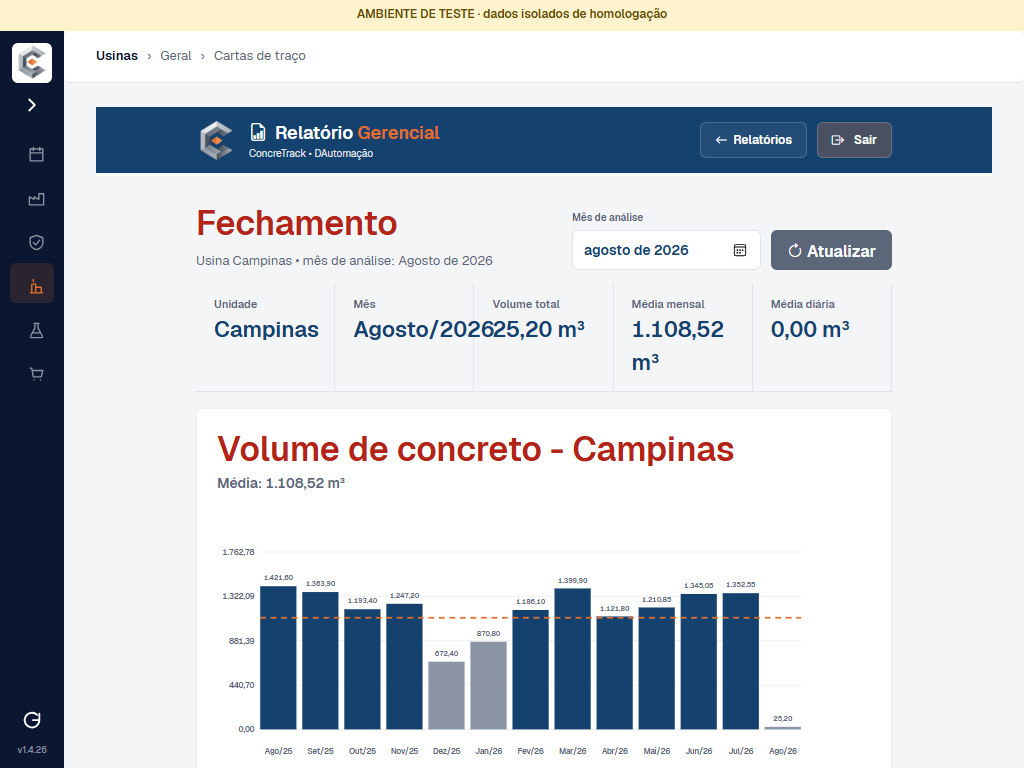 AMBIENTE DE TESTE · dados isolados de homologação
Usinas › Geral › Cartas de traço
Relatório Gerencial
ConcreTrack • DAutomação
← Relatórios
Sair
Fechamento
Usina Campinas • mês de análise: Agosto de 2026
Mês de análise
agosto de 2026
Atualizar
Unidade
Campinas
Mês
Agosto/2026
Volume total
25,20 m³
Média mensal
1.108,52
m³
Média diária
0,00 m³
Volume de concreto - Campinas
Média: 1.108,52 m³
1.762,78
1.322,09
881,39
440,70
0,00
1.421,60
1.363,90
1.193,40
1.247,20
672,40
870,80
1.186,10
1.399,90
1.121,80
1.210,85
1.345,05
1.352,55
25,20
Ago/25 Set/25 Out/25 Nov/25 Dez/25 Jan/26 Fev/26 Mar/26 Abr/26 Mai/26 Jun/26 Jul/26 Ago/26
v1.4.26